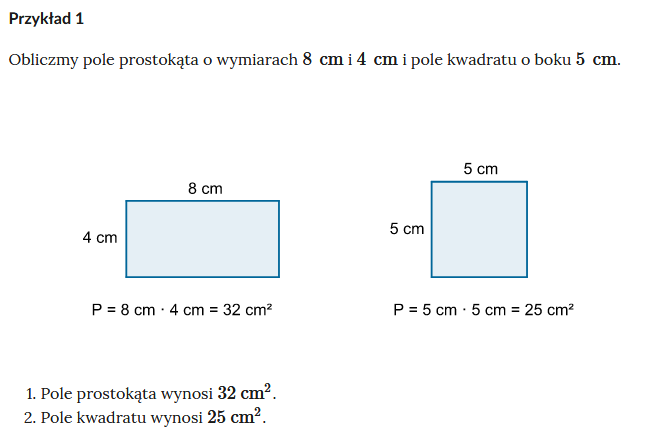 Przykład 1
Obliczmy pole prostokąta o wymiarach 8 cm i 4 cm i pole kwadratu o boku 5 cm.
5 cm
8 cm
5 cm
4 cm
P = 8 cm · 4 cm = 32 cm²
P = 5 cm · 5 cm = 25 cm²
1. Pole prostokąta wynosi 32 cm².
2. Pole kwadratu wynosi 25 cm².